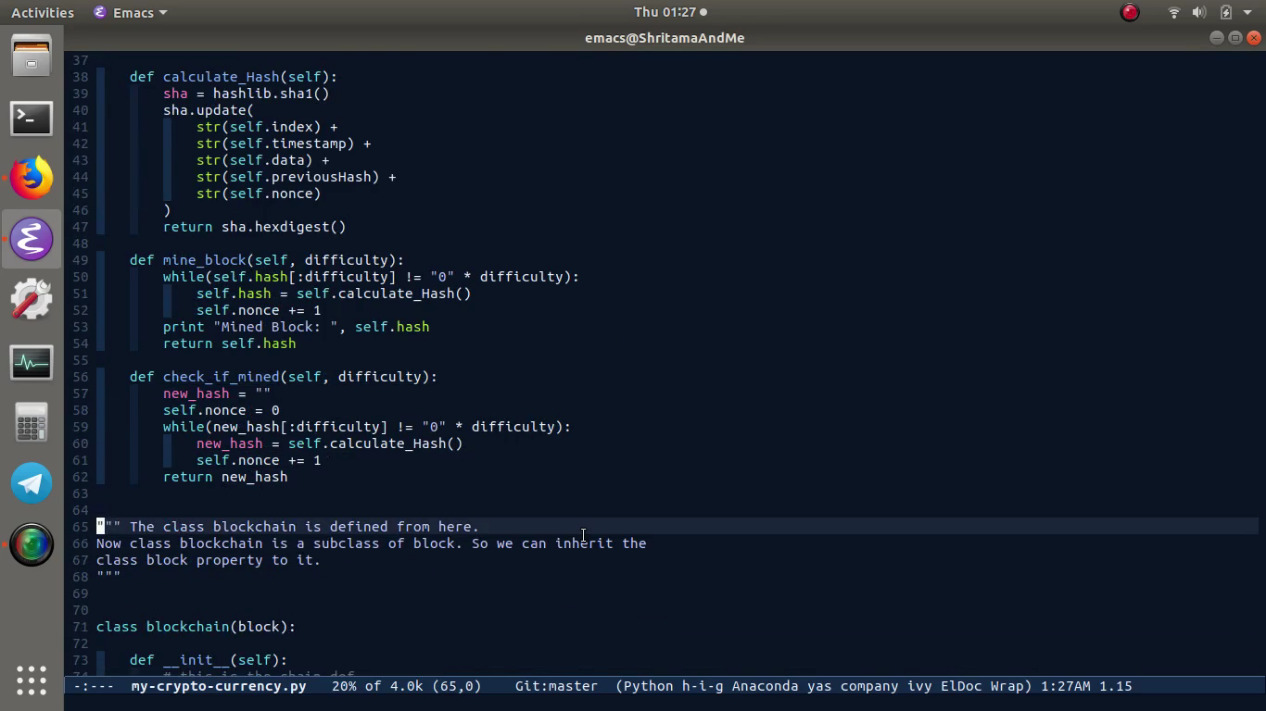 Activities Emacs Thu 01:27
emacs@ShritamaAndMe
37
38 def calculate_Hash(self):
39 sha = hashlib.sha1()
40 sha.update(
41 str(self.index) +
42 str(self.timestamp) +
43 str(self.data) +
44 str(self.previousHash) +
45 str(self.nonce)
46 )
47 return sha.hexdigest()
48
49 def mine_block(self, difficulty):
50 while(self.hash[:difficulty] != "0" * difficulty):
51 self.hash = self.calculate_Hash()
52 self.nonce += 1
53 print "Mined Block: ", self.hash
54 return self.hash
55
56 def check_if_mined(self, difficulty):
57 new_hash = ""
58 self.nonce = 0
59 while(new_hash[:difficulty] != "0" * difficulty):
60 new_hash = self.calculate_Hash()
61 self.nonce += 1
62 return new_hash
63
64
65 """ The class blockchain is defined from here.
66 Now class blockchain is a subclass of block. So we can inherit the
67 class block property to it.
68 """
69
70
71 class blockchain(block):
72
73 def __init__(self):
74 # this is the chain def
-:--- my-crypto-currency.py 20% of 4.0k (65,0) Git:master (Python h-i-g Anaconda yas company ivy ElDoc Wrap) 1:27AM 1.15